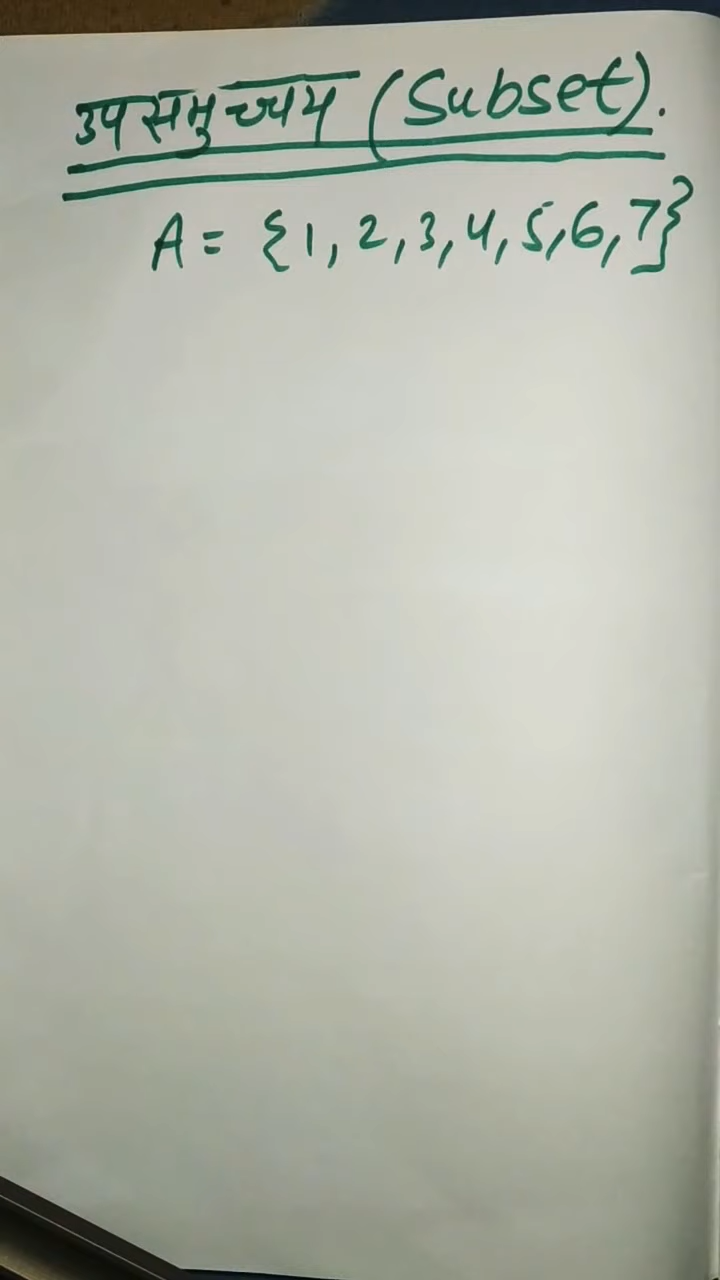 उपसमुच्चय (Subset).
A = {1, 2, 3, 4, 5, 6, 7}